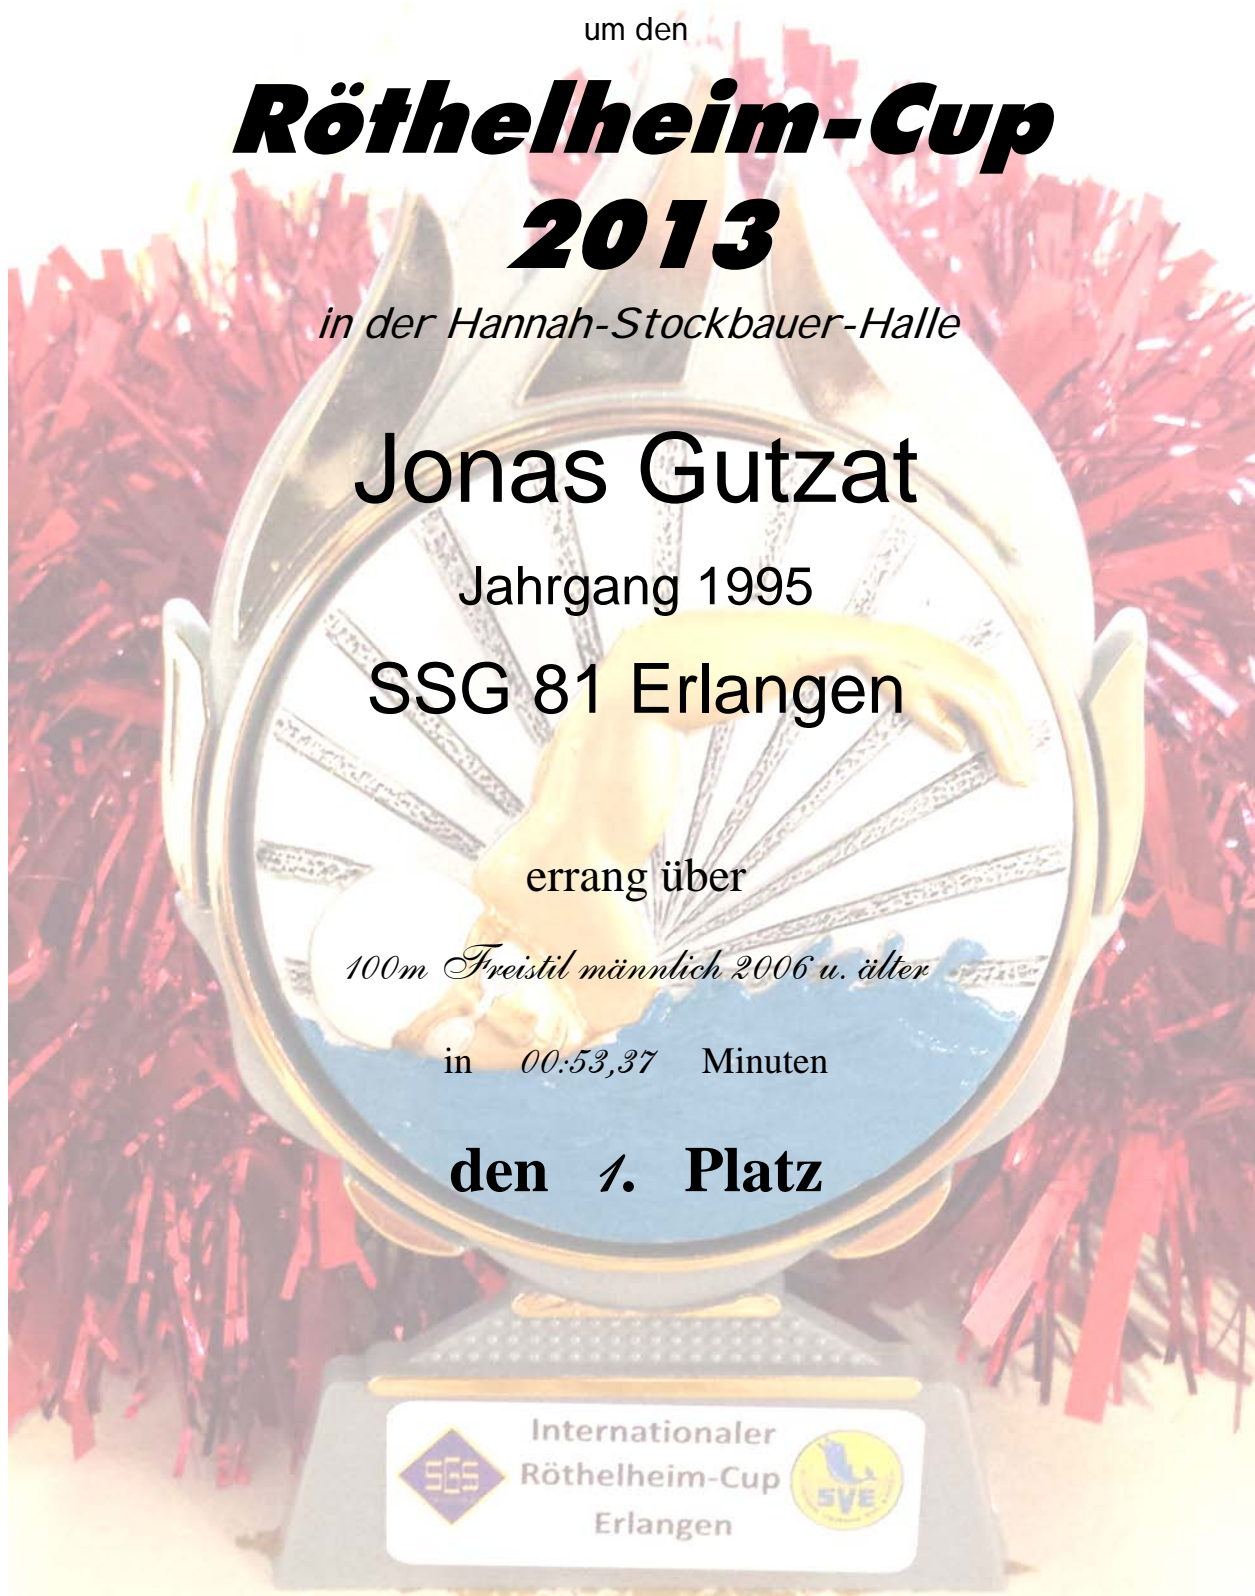 um den
Röthelheim-Cup
2013
in der Hannah-Stockbauer-Halle
Jonas Gutzat
Jahrgang 1995
SSG 81 Erlangen
errang über
100m Freistil männlich 2006 u. älter
in 00:53,37 Minuten
den 1. Platz
Internationaler
SGS Röthelheim-Cup SVE
Erlangen